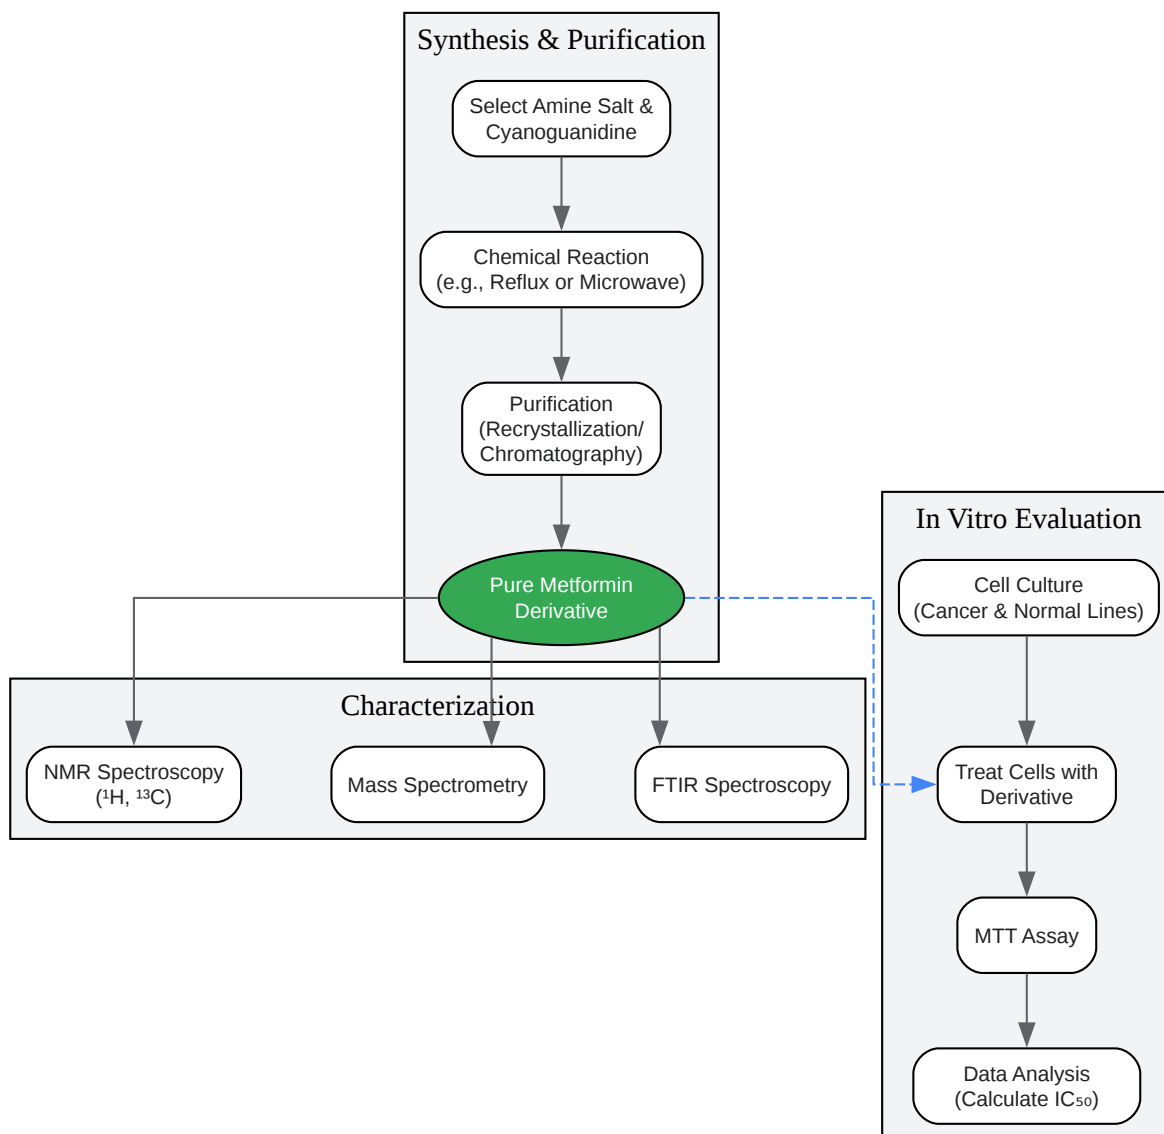 Synthesis & Purification
Select Amine Salt &
Cyanoguanidine
Chemical Reaction
(e.g., Reflux or Microwave)
Purification
(Recrystallization/
Chromatography)
Pure Metformin
Derivative
Characterization
NMR Spectroscopy
(¹H, ¹³C)
Mass Spectrometry
FTIR Spectroscopy
In Vitro Evaluation
Cell Culture
(Cancer & Normal Lines)
Treat Cells with
Derivative
MTT Assay
Data Analysis
(Calculate IC₅₀)